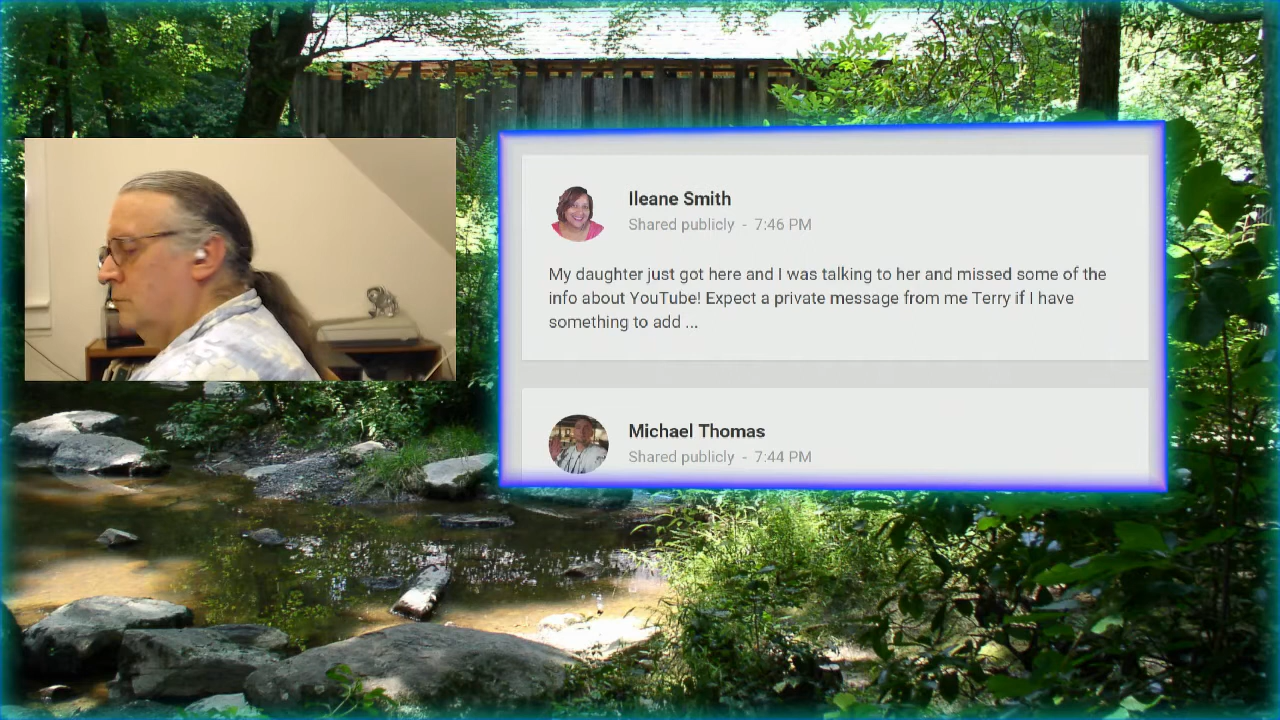 Ileane Smith
Shared publicly - 7:46 PM
My daughter just got here and I was talking to her and missed some of the
info about YouTube! Expect a private message from me Terry if I have
something to add ...
Michael Thomas
Shared publicly - 7:44 PM